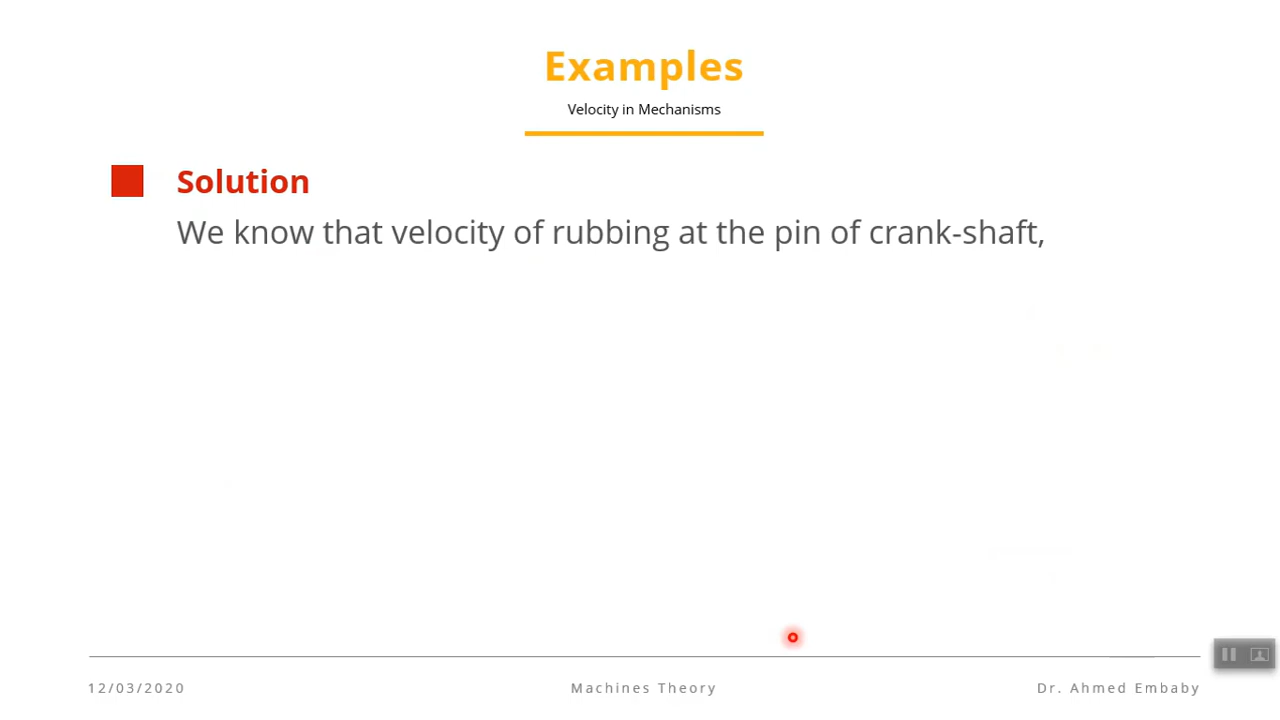 Examples
Velocity in Mechanisms
Solution
We know that velocity of rubbing at the pin of crank-shaft,
12/03/2020
Machines Theory
Dr. Ahmed Embaby